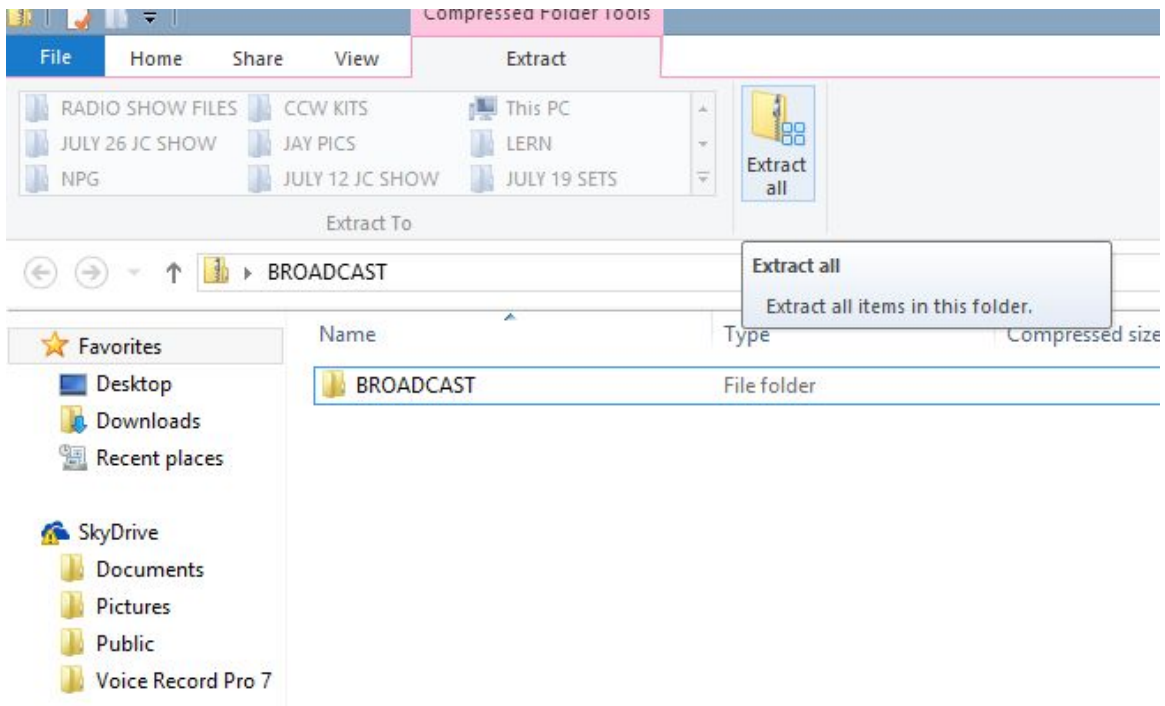 Compressed Folder Tools
File Home Share View Extract
RADIO SHOW FILES CCW KITS This PC
JULY 26 JC SHOW JAY PICS LERN
NPG JULY 12 JC SHOW JULY 19 SETS
Extract all
Extract To
BROADCAST
Extract all
Extract all items in this folder.
Name Type Compressed size
Favorites
BROADCAST File folder
Desktop
Downloads
Recent places
SkyDrive
Documents
Pictures
Public
Voice Record Pro 7